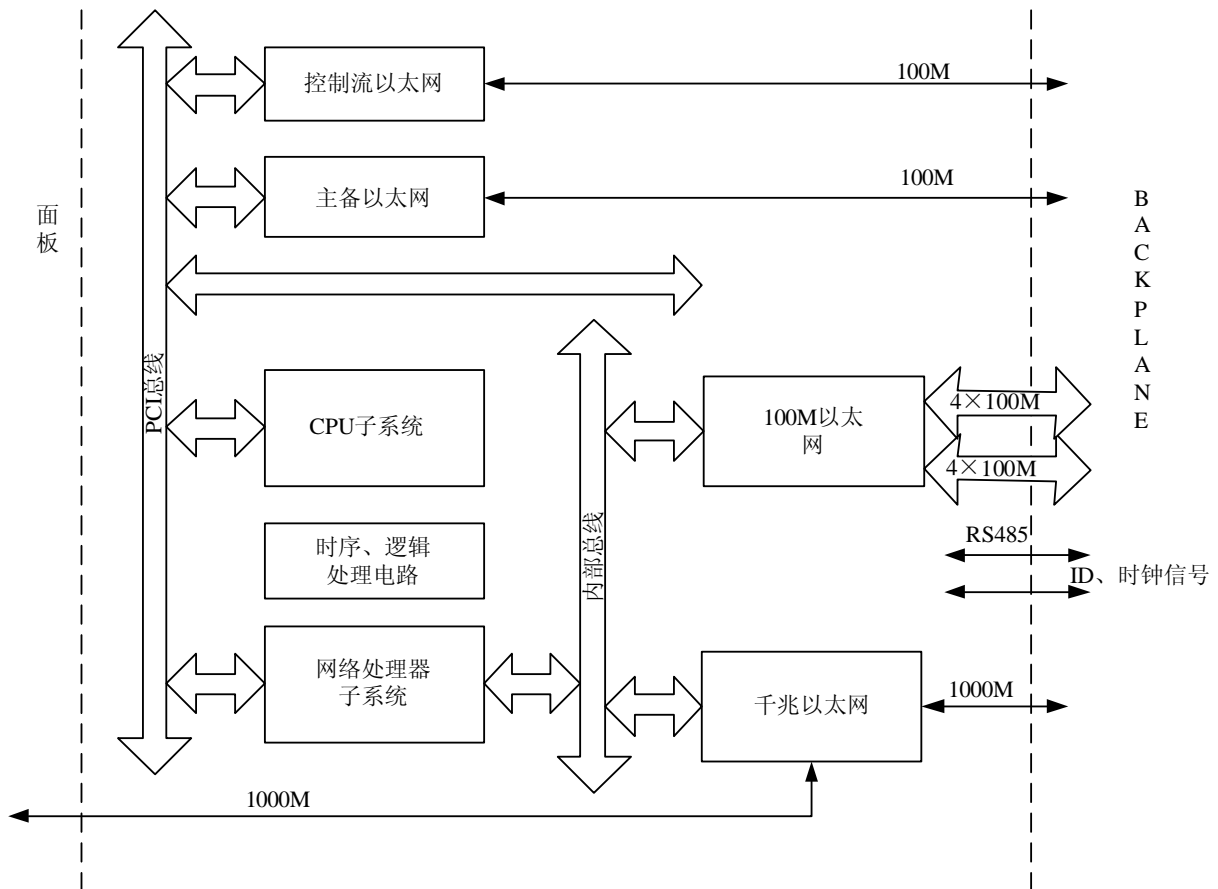 控制流以太网
100M
主备以太网
100M
面
板
B
A
C
K
P
L
A
N
E
PCI总线
CPU子系统
100M以太
网
4×100M
4×100M
时序、逻辑
处理电路
内部总线
RS485
ID、时钟信号
网络处理器
子系统
千兆以太网
1000M
1000M